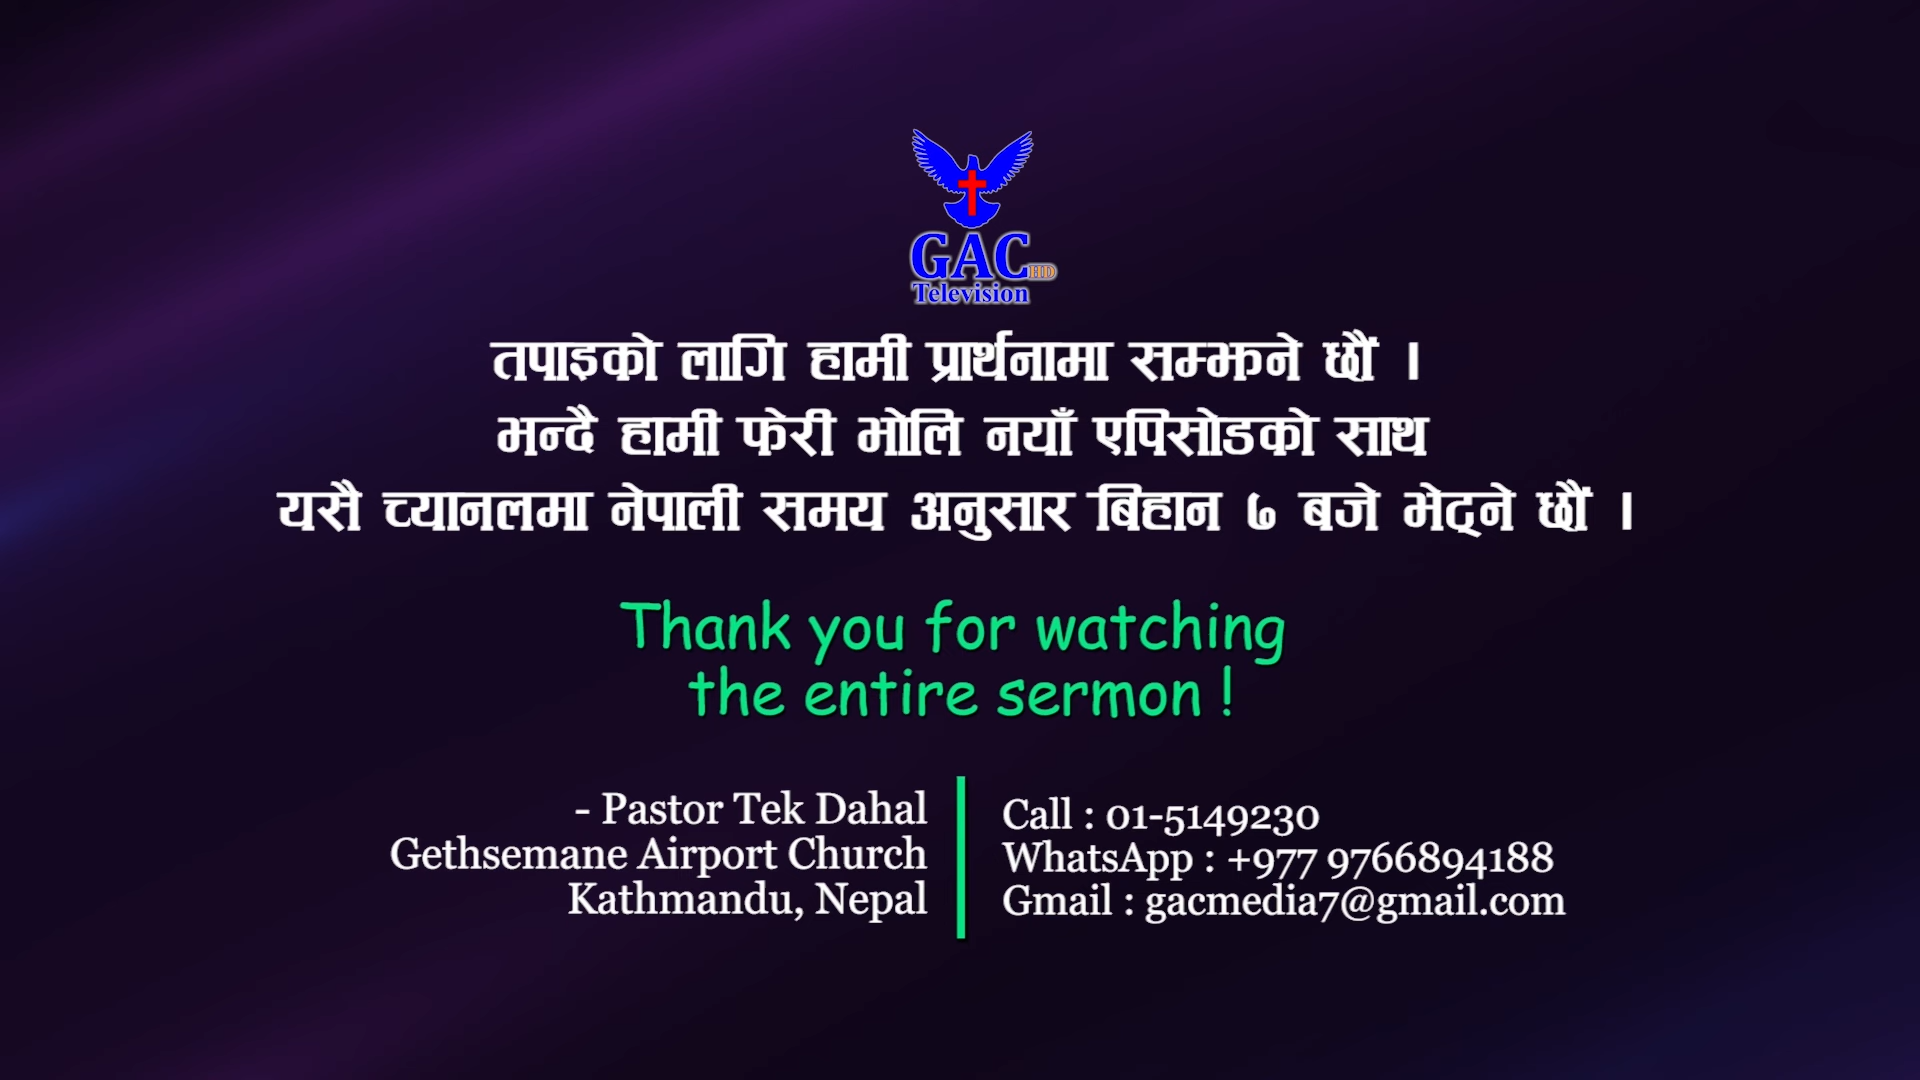 GAC HD
Television
तपाइको लागि हामी प्रार्थनामा सम्झने छौं ।
भन्दै हामी फेरी भोलि नयाँ एपिसोडको साथ
यसै च्यानलमा नेपाली समय अनुसार बिहान ७ बजे भेट्ने छौं ।
Thank you for watching
the entire sermon !
- Pastor Tek Dahal
Gethsemane Airport Church
Kathmandu, Nepal
Call : 01-5149230
WhatsApp : +977 9766894188
Gmail : gacmedia7@gmail.com